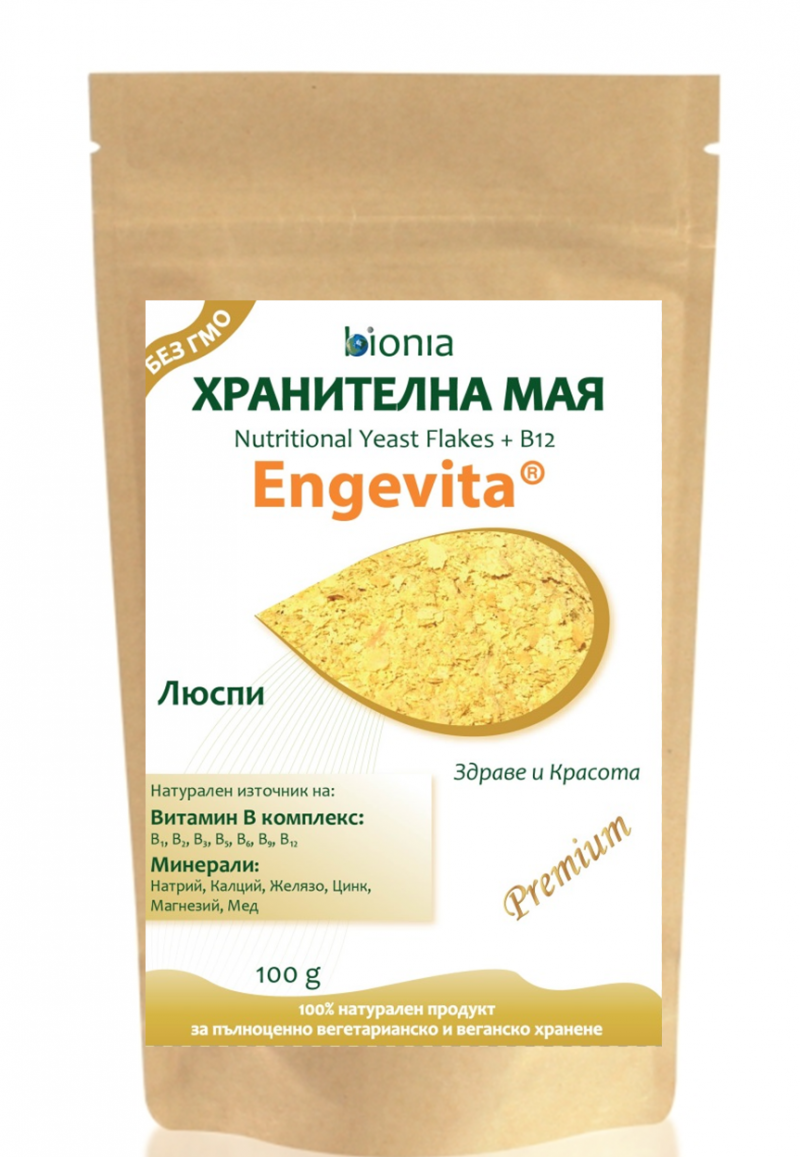 БЕЗ ГМО
bionia
ХРАНИТЕЛНА МАЯ
Nutritional Yeast Flakes + B12
Engevita®
Люспи
Здраве и Красота
Натурален източник на:
Витамин В комплекс:
B₁, B₂, B₃, B₅, B₆, B₉, B₁₂
Минерали:
Натрий, Калций, Желязо, Цинк,
Магнезий, Мед
Premium
100 g
100% натурален продукт
за пълноценно вегетарианско и веганско хранене